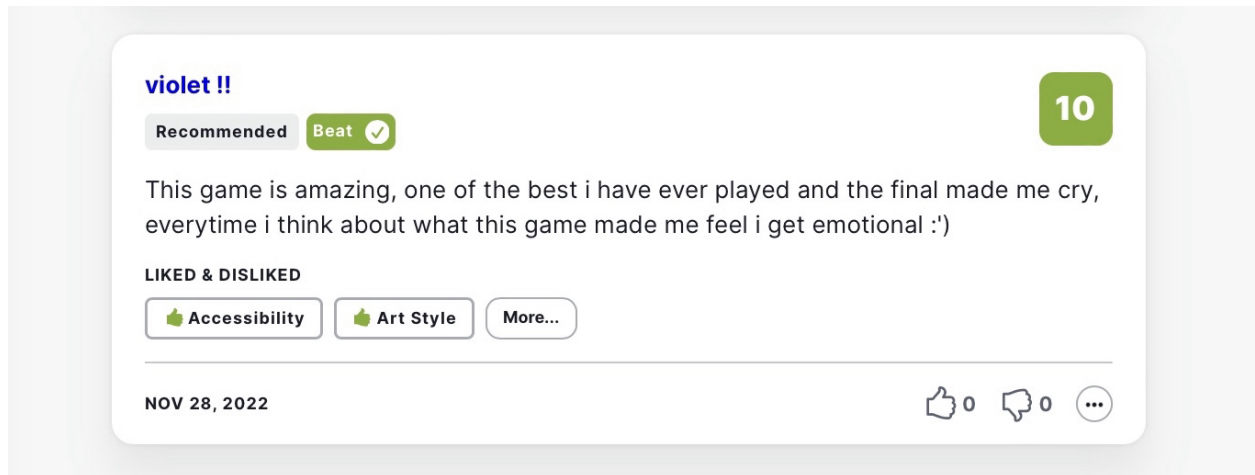 violet !!
10
Recommended
Beat
This game is amazing, one of the best i have ever played and the final made me cry,
everytime i think about what this game made me feel i get emotional :')
LIKED & DISLIKED
Accessibility
Art Style
More...
NOV 28, 2022
0
0